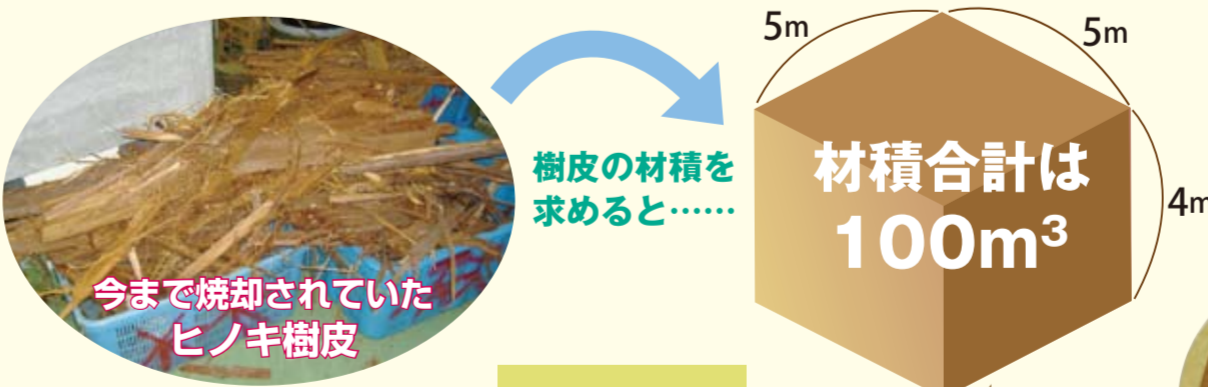 5m
5m
樹皮の材積を
求めると……
材積合計は
100m³
4m
今まで焼却されていた
ヒノキ樹皮